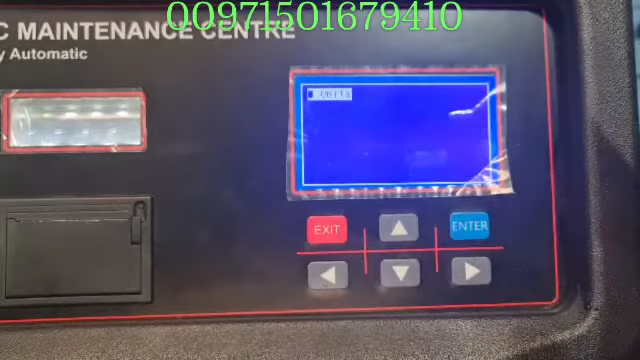 00971501679410
C MAINTENANCE CENTRE
y Automatic
Units
EXIT
ENTER